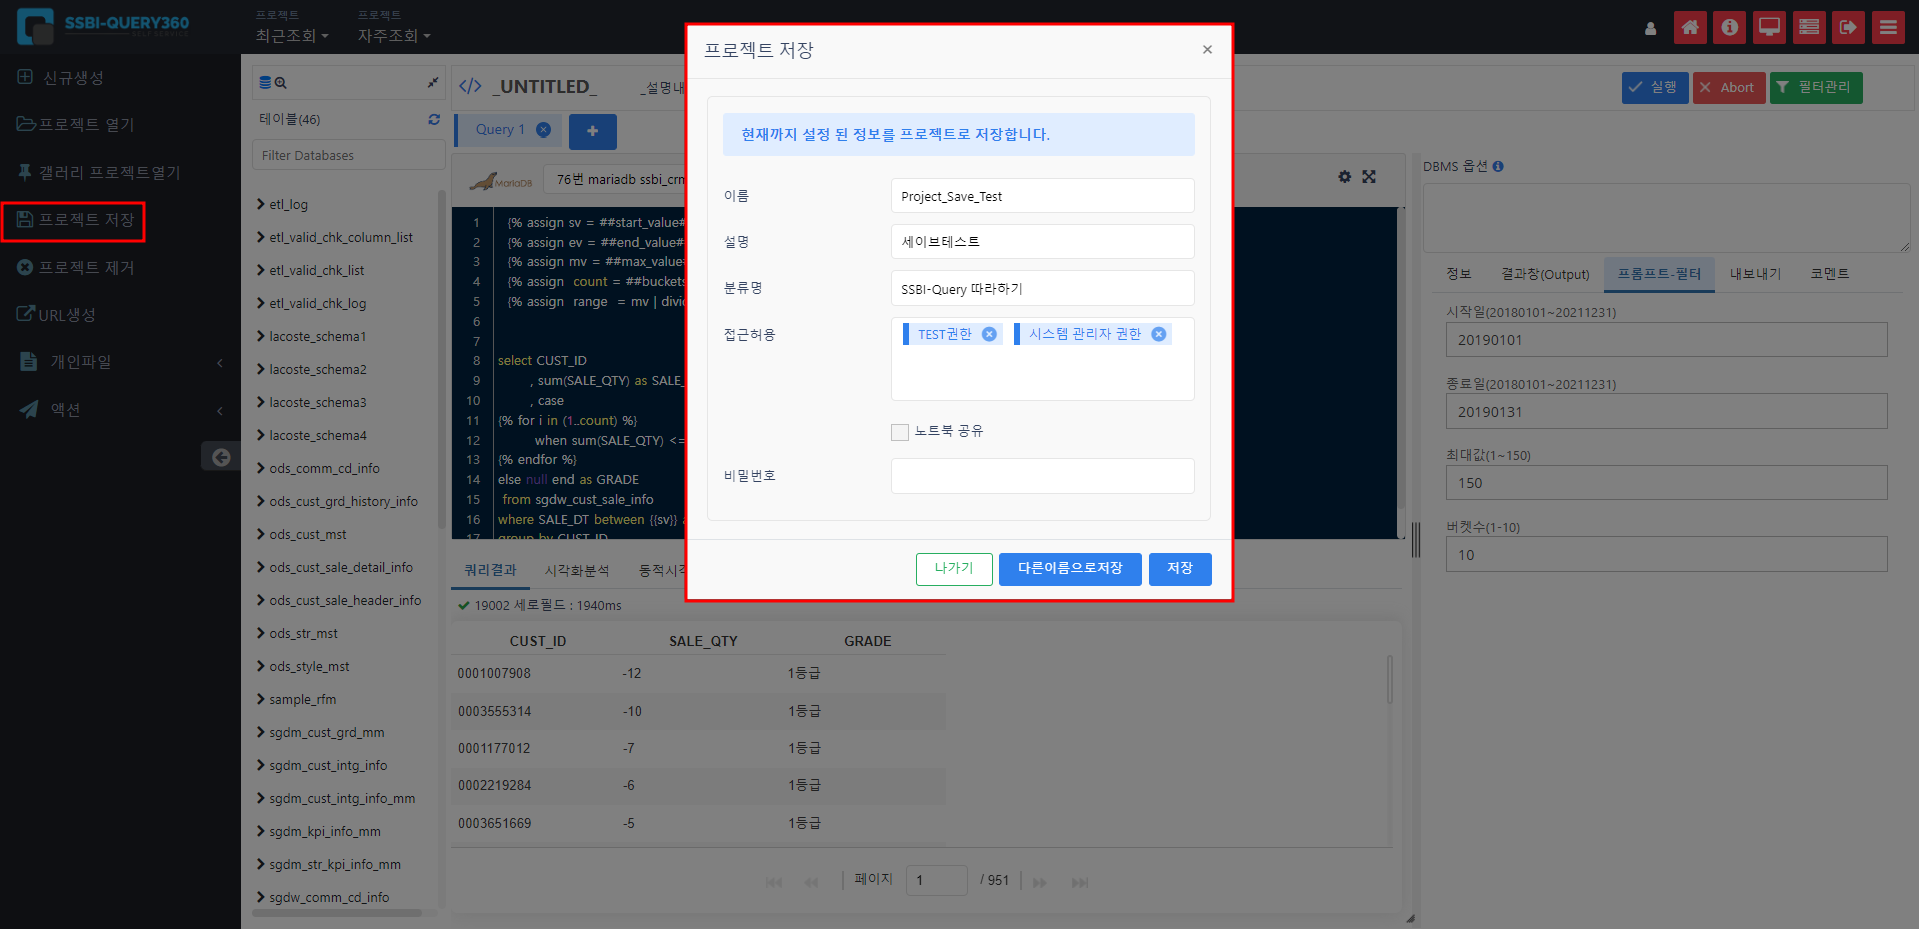 SSBI-QUERY360
SELF SERVICE
프로젝트
최근조회
프로젝트
자주조회
신규생성
프로젝트 열기
갤러리 프로젝트열기
프로젝트 저장
프로젝트 제거
URL생성
개인파일
액션
테이블(46)
Filter Databases
etl_log
etl_valid_chk_column_list
etl_valid_chk_list
etl_valid_chk_log
lacoste_schema1
lacoste_schema2
lacoste_schema3
lacoste_schema4
ods_comm_cd_info
ods_cust_grd_history_info
ods_cust_mst
ods_cust_sale_detail_info
ods_cust_sale_header_info
ods_str_mst
ods_style_mst
sample_rfm
sgdm_cust_grd_mm
sgdm_cust_intg_info
sgdm_cust_intg_info_mm
sgdm_kpi_info_mm
sgdm_str_kpi_info_mm
sgdw_comm_cd_info
</> _UNTITLED_ _설명내
실행
Abort
필터관리
Query 1
MariaDB
76번 mariadb ssbi_crm
1 {% assign sv = ##start_value#
2 {% assign ev = ##end_value#
3 {% assign mv = ##max_value
4 {% assign count = ##buckets
5 {% assign range = mv | divid
6
7
8 select CUST_ID
9 , sum(SALE_QTY) as SALE_
10 , case
11 {% for i in (1..count) %}
12 when sum(SALE_QTY) <=
13 {% endfor %}
14 else null end as GRADE
15 from sgdw_cust_sale_info
16 where SALE_DT between {{sv}}
17 group by CUST_ID
쿼리결과
시각화분석
동적시각
19002 세로필드 : 1940ms
CUST_ID SALE_QTY GRADE
0001007908 -12 1등급
0003555314 -10 1등급
0001177012 -7 1등급
0002219284 -6 1등급
0003651669 -5 1등급
페이지 1 / 951
프로젝트 저장 ×
현재까지 설정 된 정보를 프로젝트로 저장합니다.
이름 Project_Save_Test
설명 세이브테스트
분류명 SSBI-Query 따라하기
접근허용 TEST권한 시스템 관리자 권한
노트북 공유
비밀번호
나가기
다른이름으로저장
저장
DBMS 옵션
정보
결과창(Output)
프롬프트-필터
내보내기
코멘트
시작일(20180101~20211231)
20190101
종료일(20180101~20211231)
20190131
최대값(1~150)
150
버켓수(1-10)
10